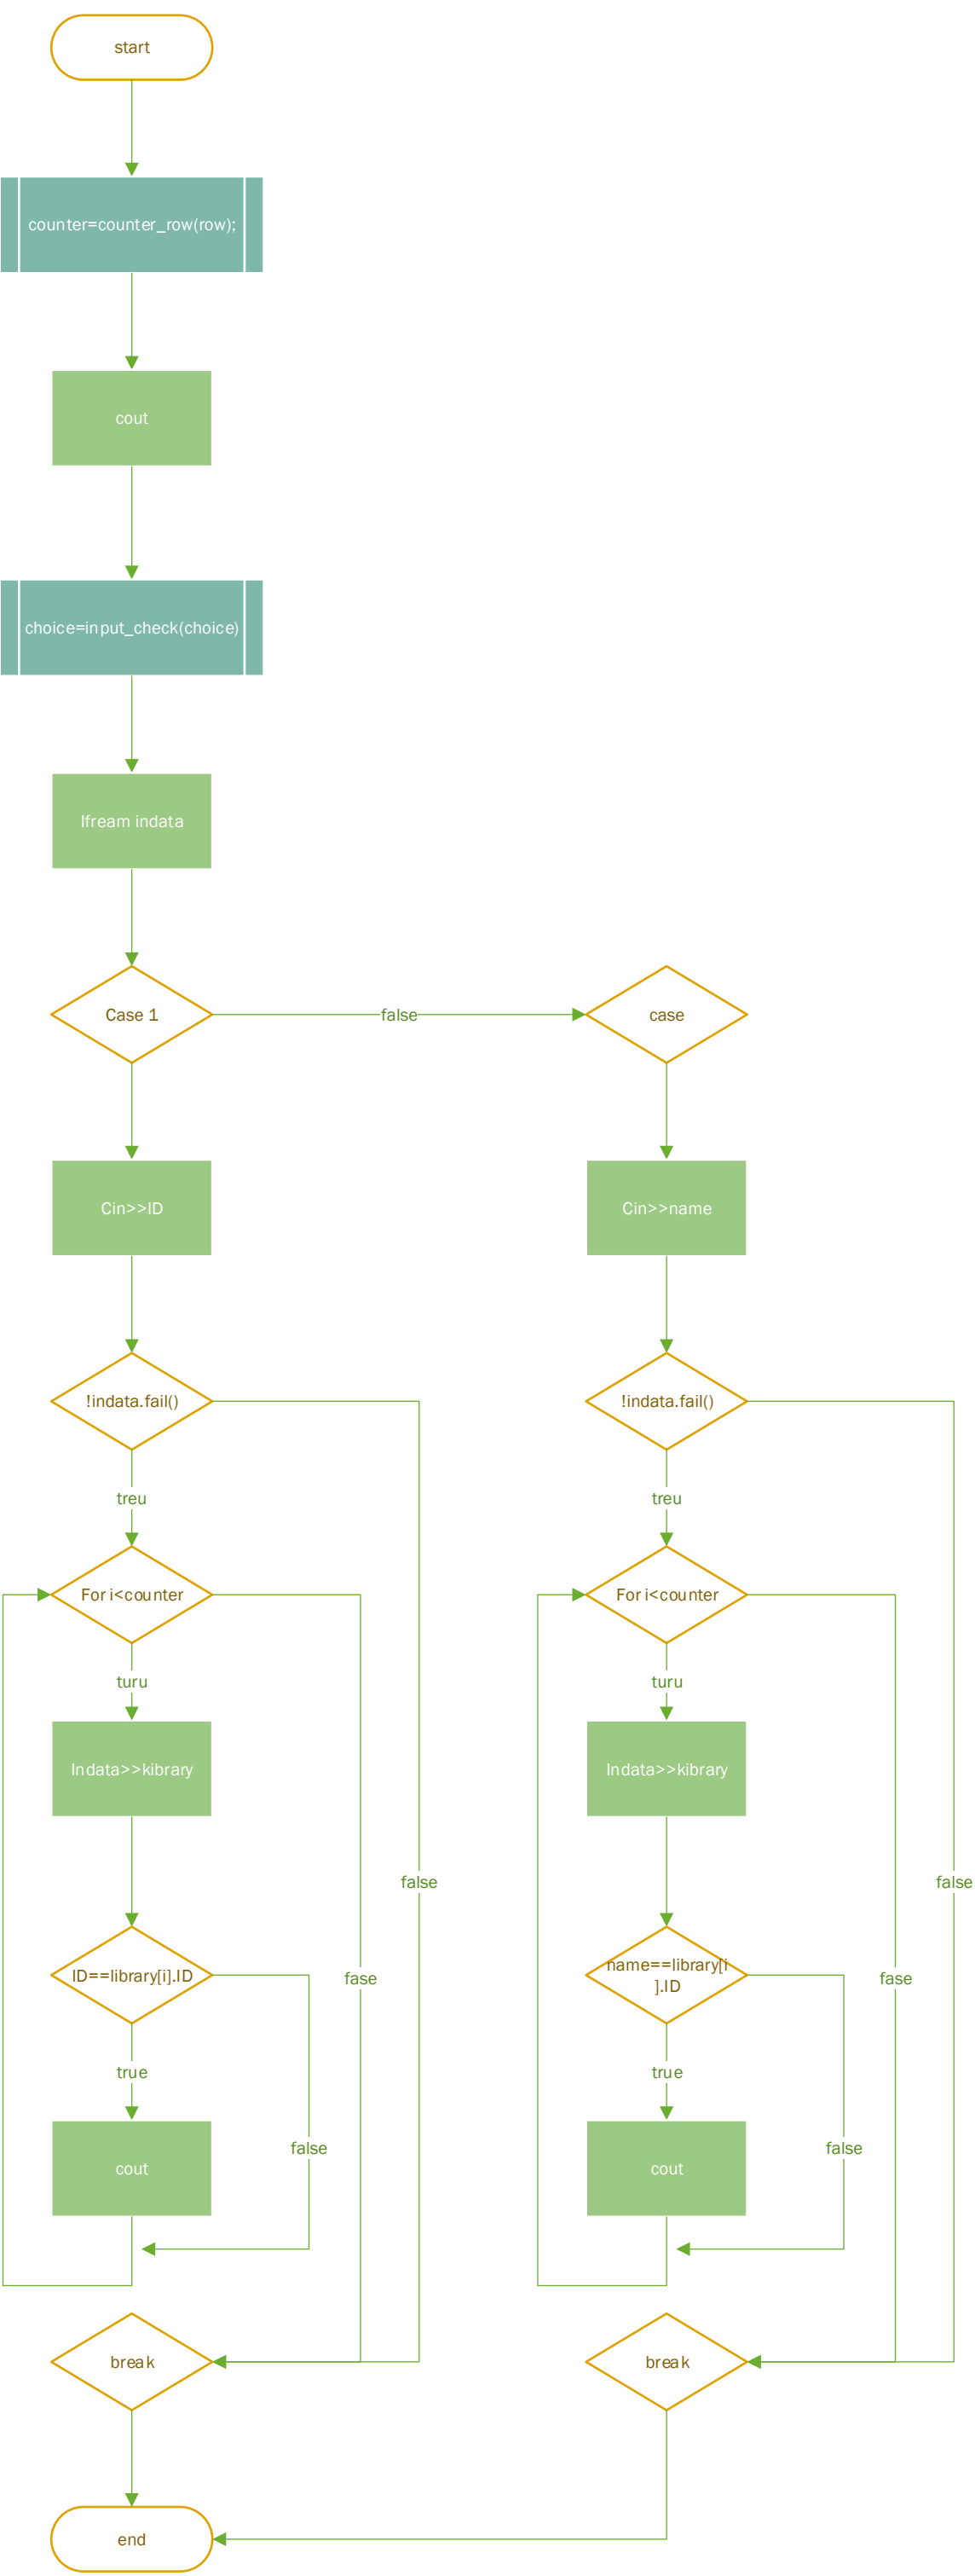 start
counter=counter_row(row);
cout
choice=input_check(choice)
Ifream indata
Case 1
false
case
Cin>>ID
Cin>>name
!indata.fail()
!indata.fail()
treu
treu
For i<counter
For i<counter
turu
turu
Indata>>kibrary
Indata>>kibrary
false
false
ID==library[i].ID
fase
name==library[i
].ID
fase
true
true
false
false
cout
cout
break
break
end